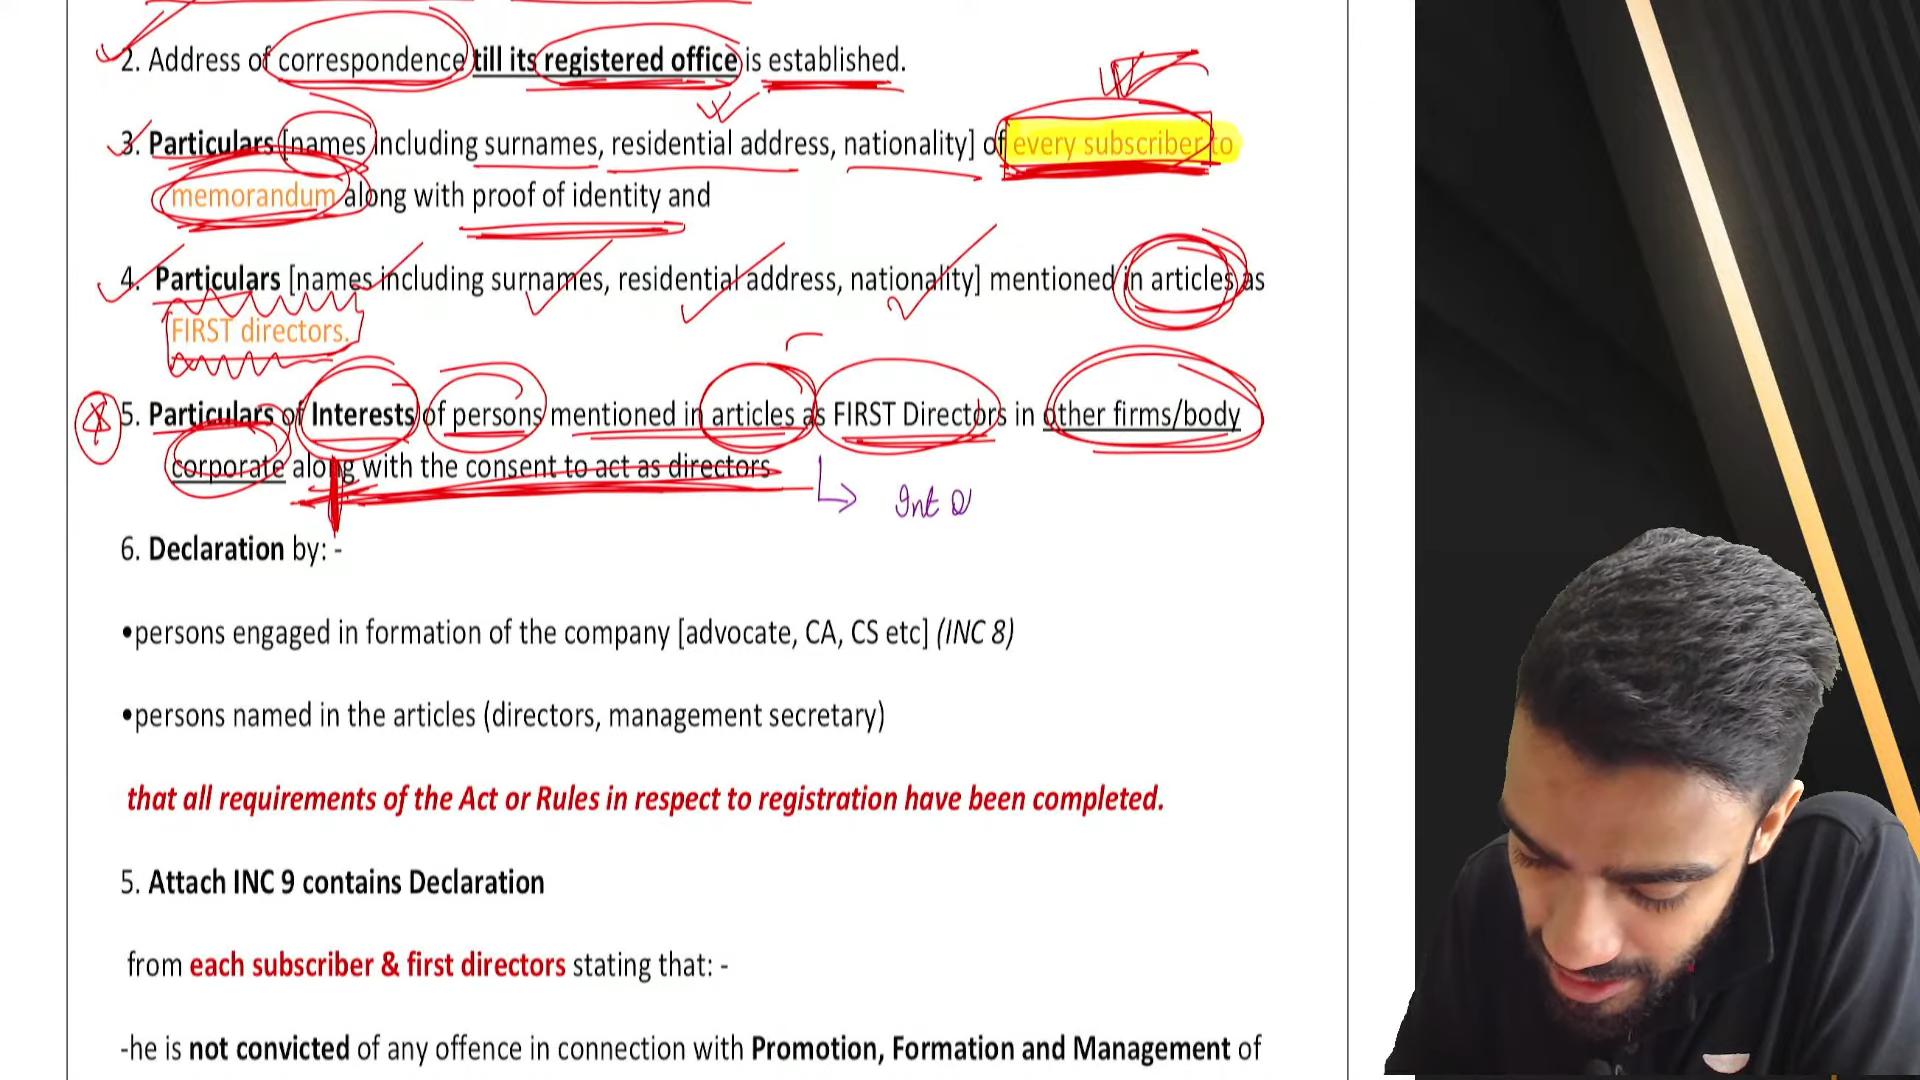 2. Address of correspondence till its registered office is established.
3. Particulars [names including surnames, residential address, nationality] of every subscriber to
memorandum along with proof of identity and
4. Particulars [names including surnames, residential address, nationality] mentioned in articles as
FIRST directors.
5. Particulars of Interests of persons mentioned in articles as FIRST Directors in other firms/body
corporate along with the consent to act as directors.
Int
6. Declaration by: -
•persons engaged in formation of the company [advocate, CA, CS etc] (INC 8)
•persons named in the articles (directors, management secretary)
that all requirements of the Act or Rules in respect to registration have been completed.
5. Attach INC 9 contains Declaration
from each subscriber & first directors stating that: -
-he is not convicted of any offence in connection with Promotion, Formation and Management of